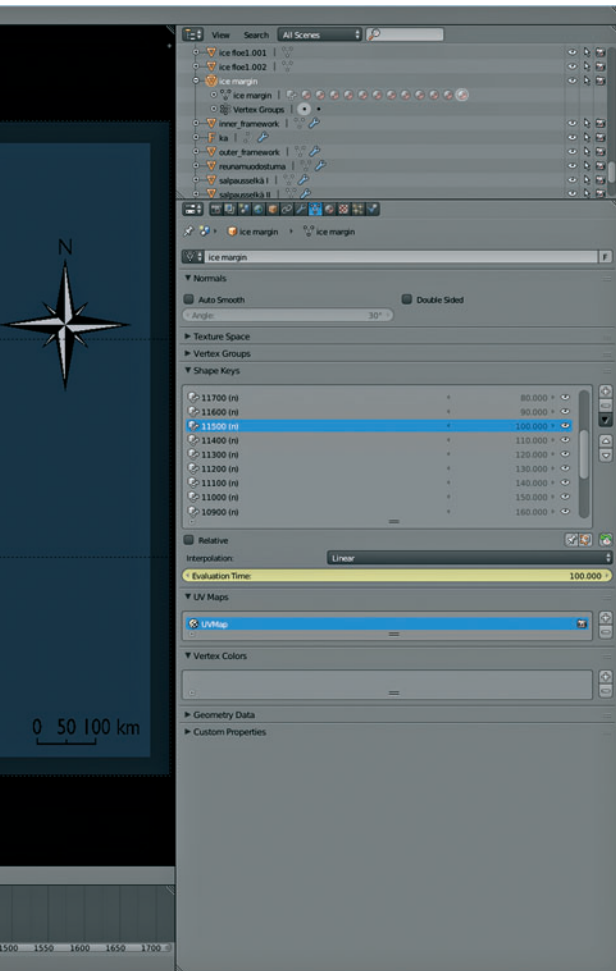 View Search All Scenes
ice floe1.001
ice floe1.002
ice margin
ice margin
Vertex Groups
inner_framework
ka
outer_framework
reunamuodostuma
salpausselkä I
salpausselkä II
ice margin ice margin
ice margin F
Normals
Auto Smooth Double Sided
Angle: 30°
Texture Space
Vertex Groups
Shape Keys
11700 (n) 80.000
11600 (n) 90.000
11500 (n) 100.000
11400 (n) 110.000
11300 (n) 120.000
11200 (n) 130.000
11100 (n) 140.000
11000 (n) 150.000
10900 (n) 160.000
Relative
Interpolation: Linear
Evaluation Time: 100.000
UV Maps
UVMap
Vertex Colors
Geometry Data
Custom Properties
N
0 50 100 km
1500 1550 1600 1650 1700